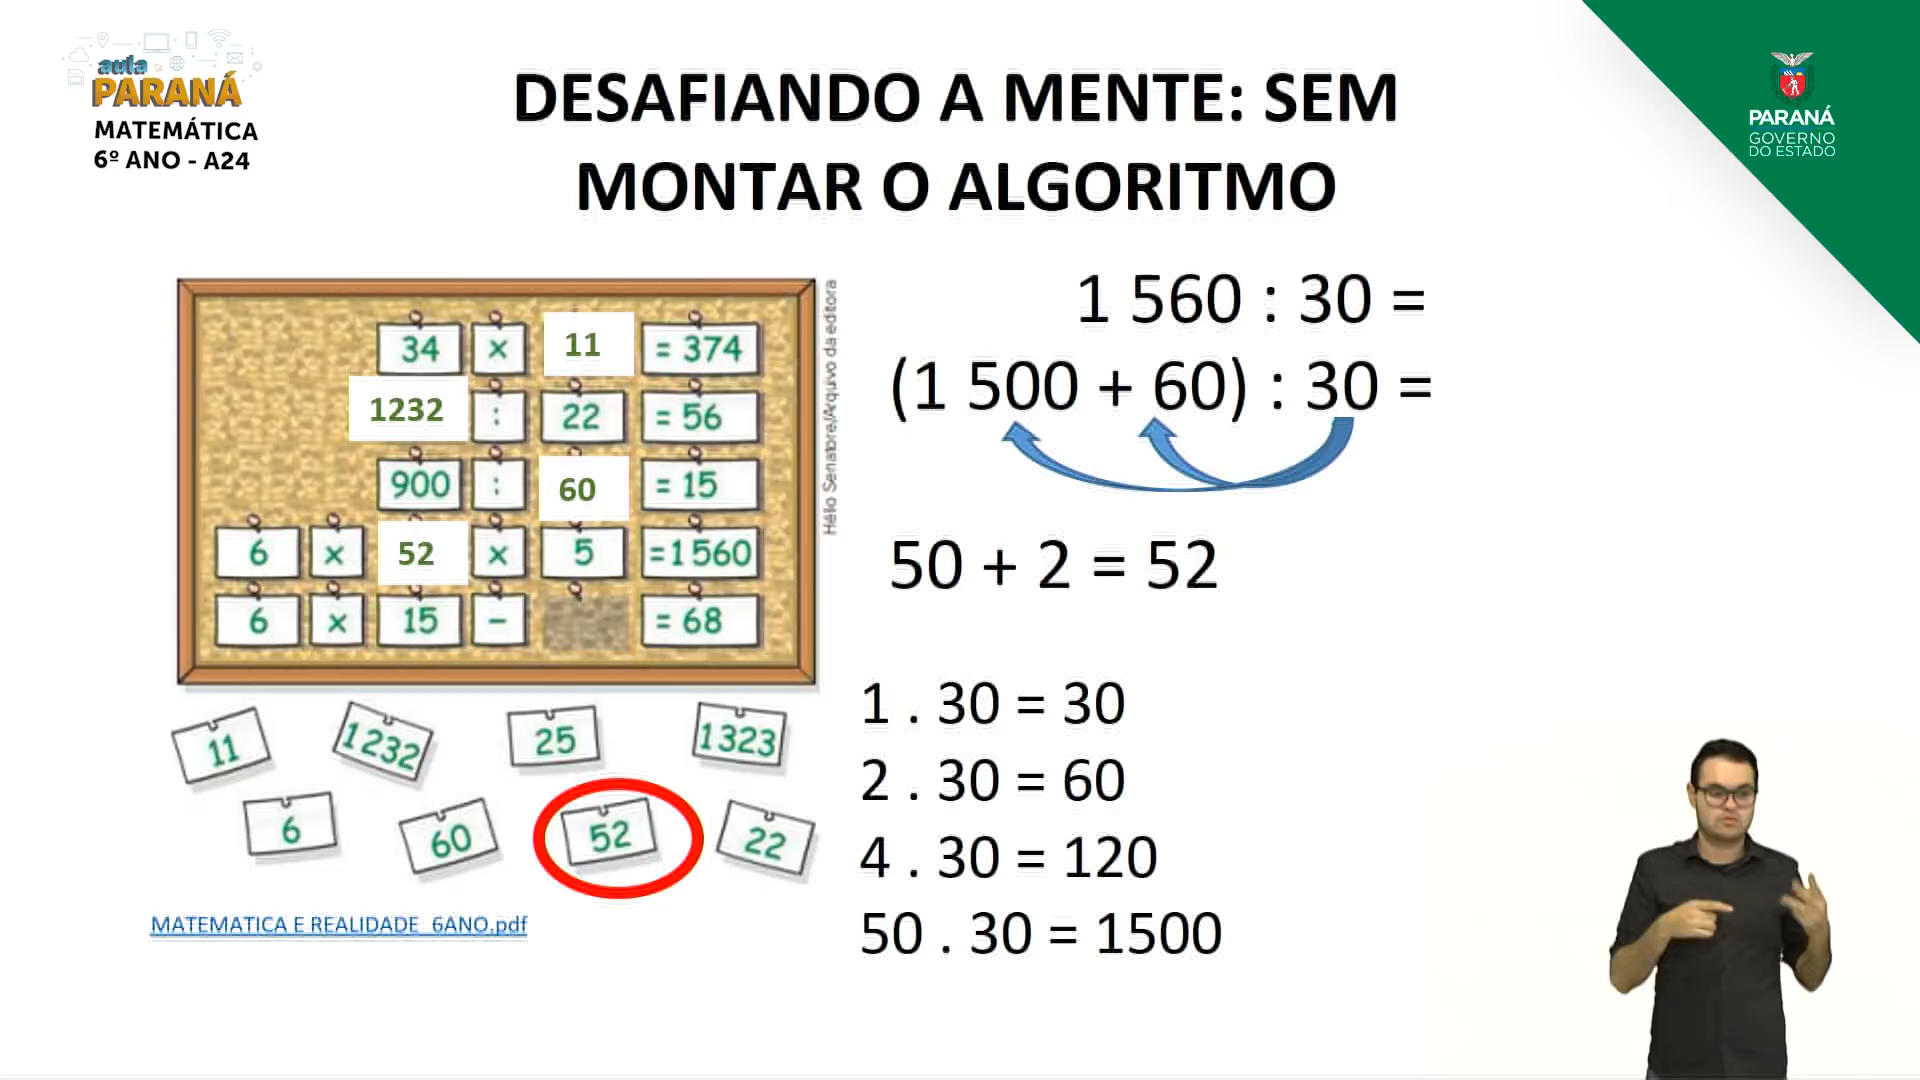 aula
PARANÁ
MATEMÁTICA
6º ANO - A24
DESAFIANDO A MENTE: SEM
MONTAR O ALGORITMO
PARANÁ
GOVERNO
DO ESTADO
34 x 11 = 374
1232 : 22 = 56
900 : 60 = 15
6 x 52 x 5 =1560
6 x 15 - = 68
Hélio Senatore/Arquivo da editora
11 1232 25 1323
6 60 52 22
MATEMATICA E REALIDADE_6ANO.pdf
1 560 : 30 =
(1 500 + 60) : 30 =
50 + 2 = 52
1 . 30 = 30
2 . 30 = 60
4 . 30 = 120
50 . 30 = 1500